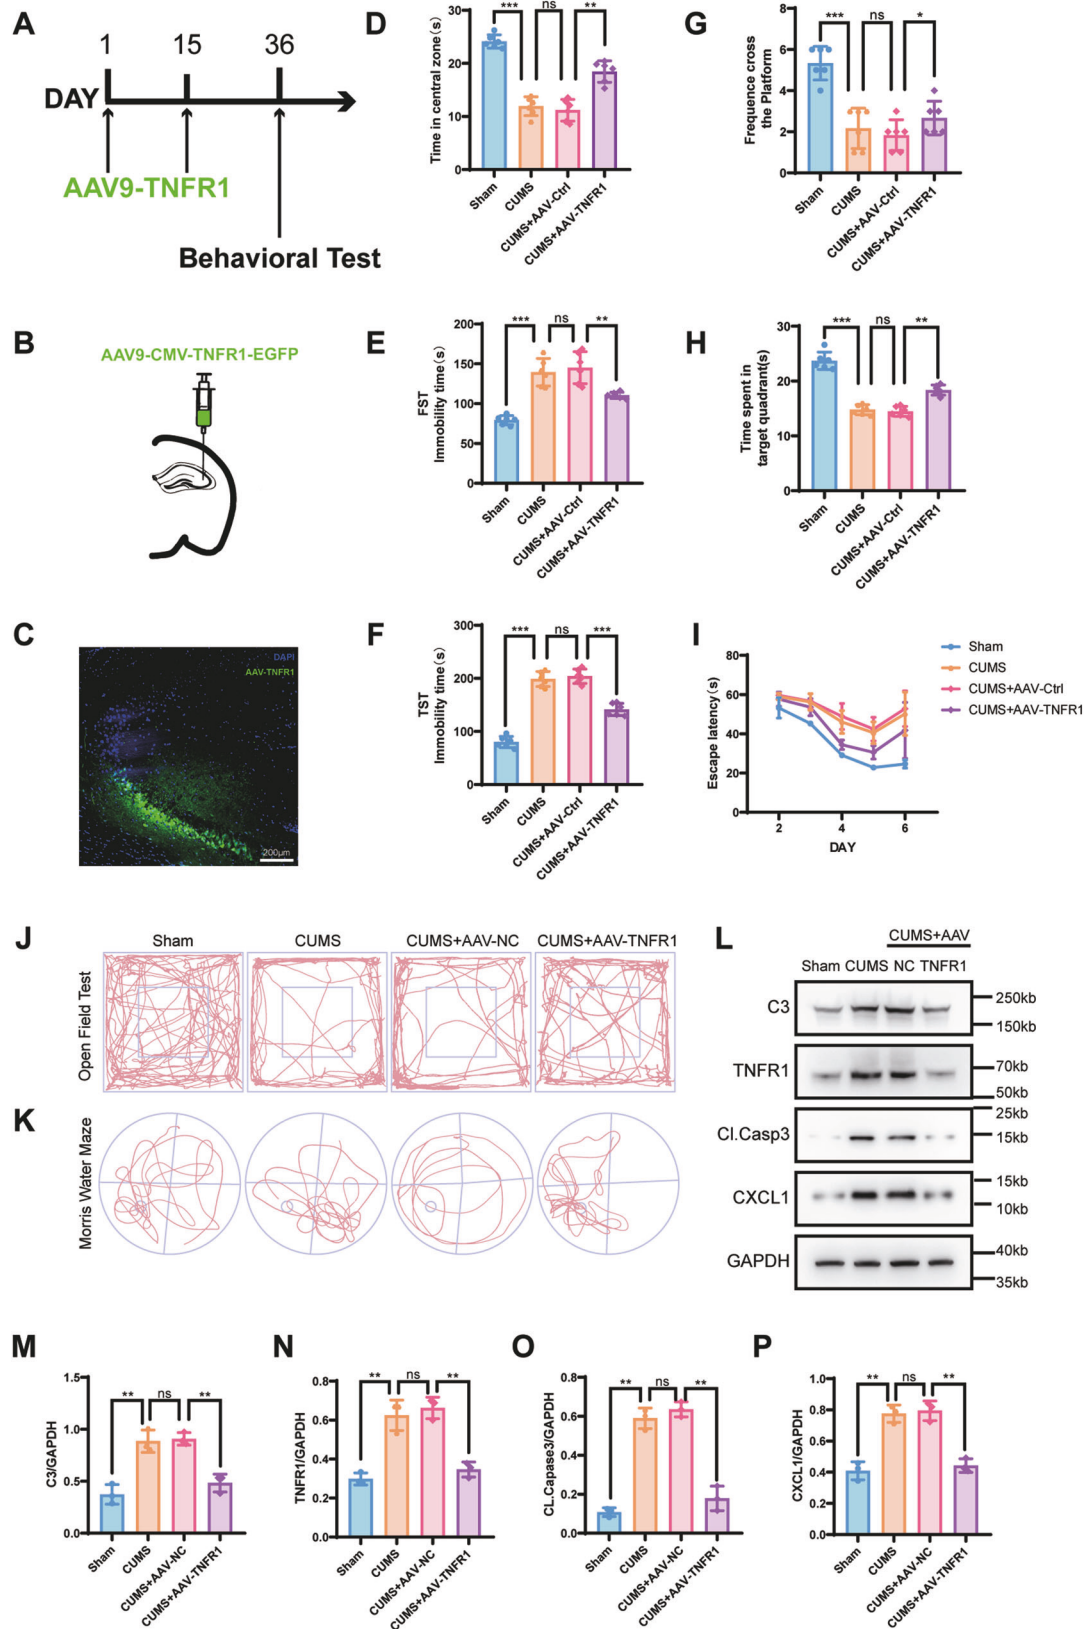 A
1 15 36
DAY
AAV9-TNFR1
Behavioral Test
B
AAV9-CMV-TNFR1-EGFP
C
DAPI
AAV-TNFR1
200μm
D
Time in central zone(s)
30
20
10
0
*** ns **
Sham
CUMS
CUMS+AAV-Ctrl
CUMS+AAV-TNFR1
E
FST
Immobility time(s)
200
150
100
50
0
*** ns **
Sham
CUMS
CUMS+AAV-Ctrl
CUMS+AAV-TNFR1
F
TST
Immobility time(s)
300
200
100
0
*** ns ***
Sham
CUMS
CUMS+AAV-Ctrl
CUMS+AAV-TNFR1
G
Frequence cross
the Platform
8
6
4
2
0
*** ns *
Sham
CUMS
CUMS+AAV-Ctrl
CUMS+AAV-TNFR1
H
Time spent in
target quadrant(s)
30
20
10
0
*** ns **
Sham
CUMS
CUMS+AAV-Ctrl
CUMS+AAV-TNFR1
I
Escape latency(s)
80
60
40
20
0
2 4 6
DAY
Sham
CUMS
CUMS+AAV-Ctrl
CUMS+AAV-TNFR1
J
Sham CUMS CUMS+AAV-NC CUMS+AAV-TNFR1
Open Field Test
K
Morris Water Maze
L
CUMS+AAV
Sham CUMS NC TNFR1
C3
250kb
150kb
TNFR1
70kb
50kb
Cl.Casp3
25kb
15kb
CXCL1
15kb
10kb
GAPDH
40kb
35kb
M
C3/GAPDH
1.5
1.0
0.5
0.0
** ns **
Sham
CUMS
CUMS+AAV-NC
CUMS+AAV-TNFR1
N
TNFR1/GAPDH
0.8
0.6
0.4
0.2
0.0
** ns **
Sham
CUMS
CUMS+AAV-NC
CUMS+AAV-TNFR1
O
CL.Capase3/GAPDH
0.8
0.6
0.4
0.2
0.0
** ns **
Sham
CUMS
CUMS+AAV-NC
CUMS+AAV-TNFR1
P
CXCL1/GAPDH
1.0
0.8
0.6
0.4
0.2
0.0
** ns **
Sham
CUMS
CUMS+AAV-NC
CUMS+AAV-TNFR1